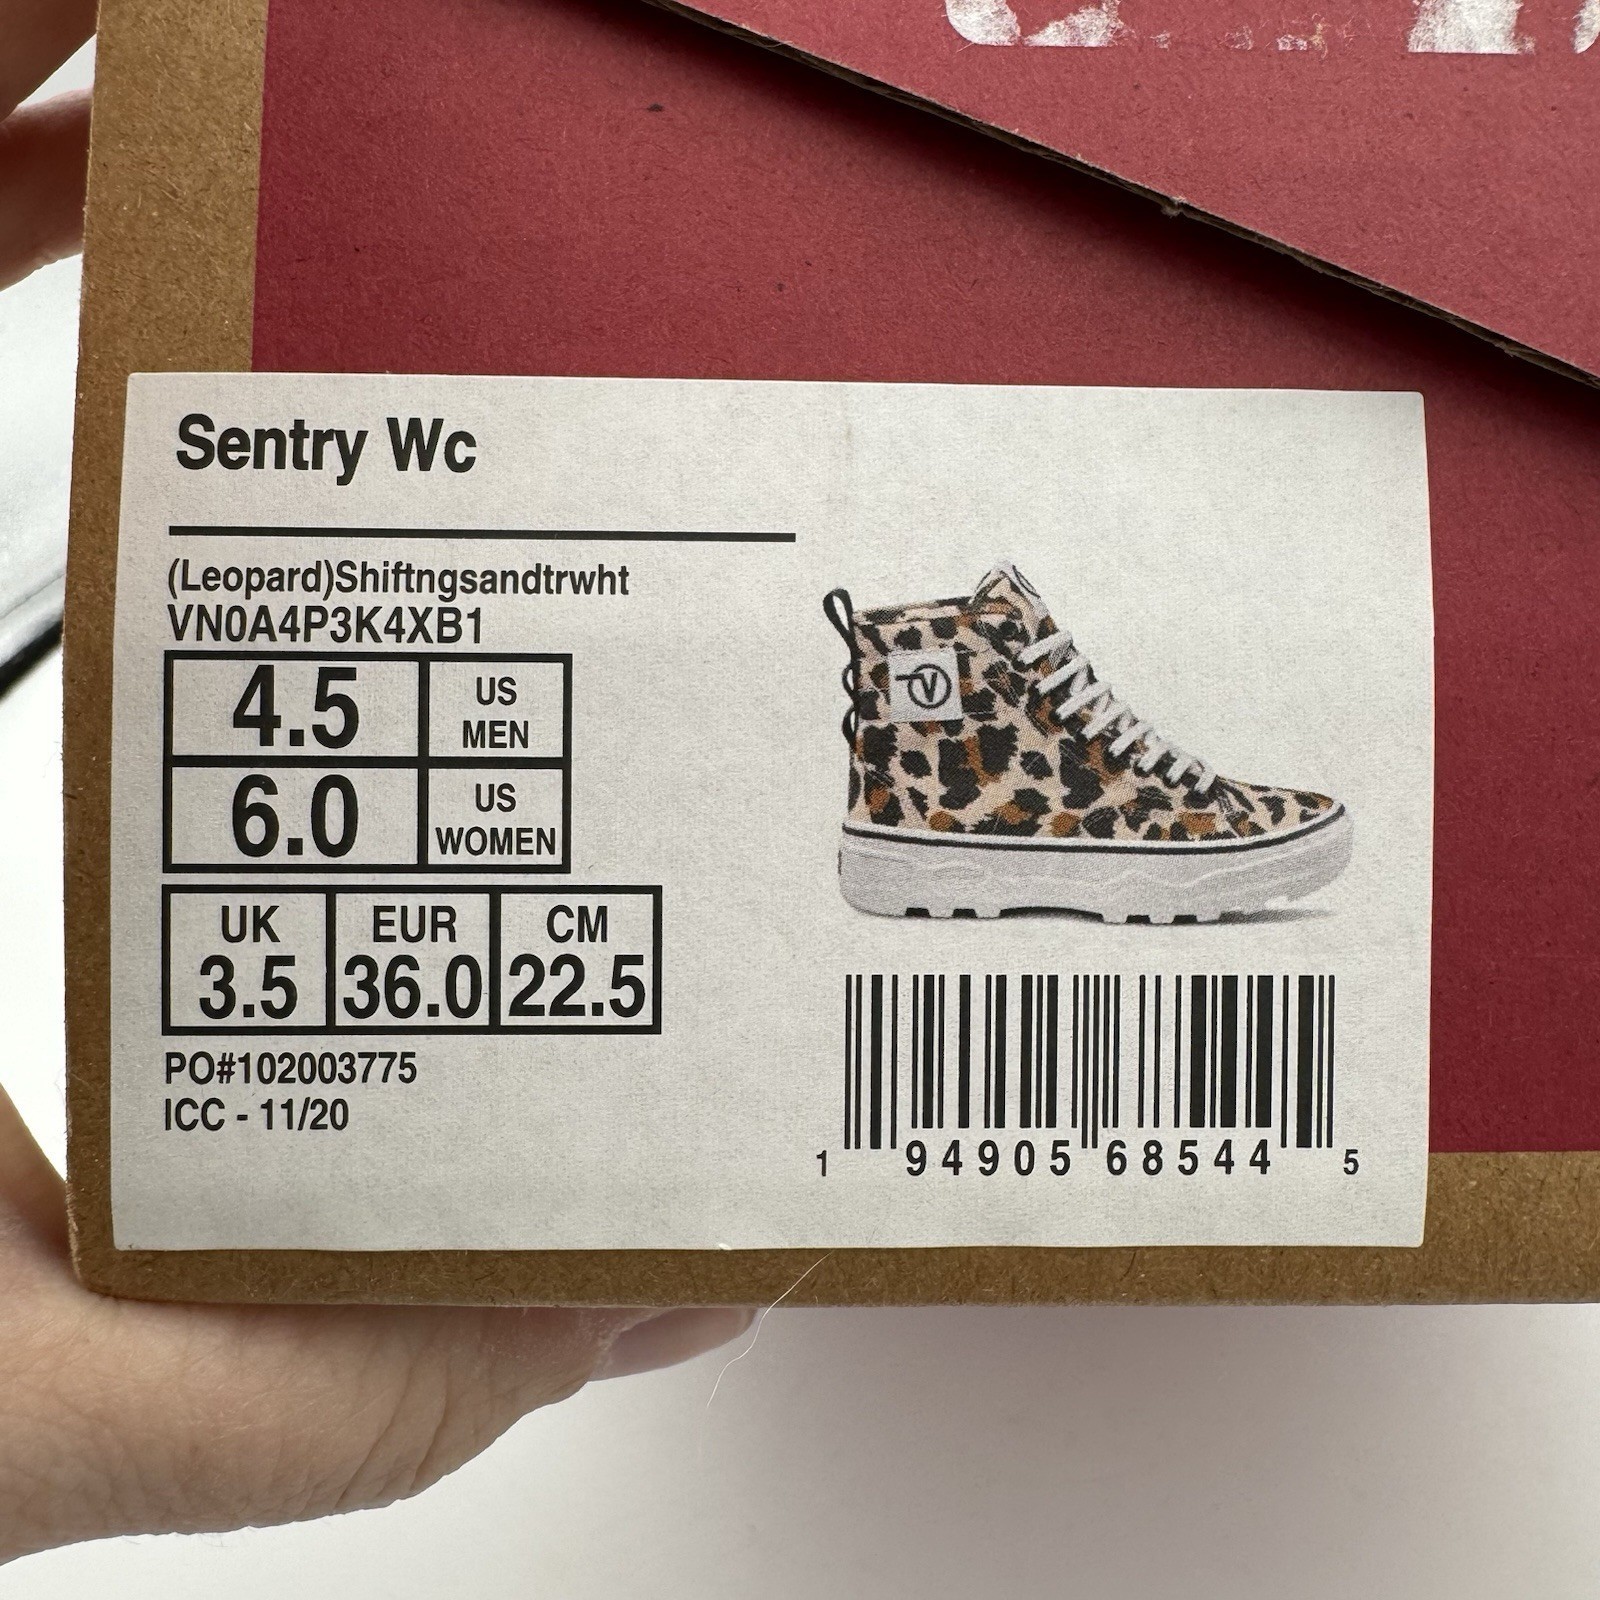 Sentry Wc
(Leopard)Shiftngsandtrwht
VN0A4P3K4XB1
4.5 US MEN
6.0 US WOMEN
UK EUR CM
3.5 36.0 22.5
PO#102003775
ICC - 11/20
V
1 94905 68544 5